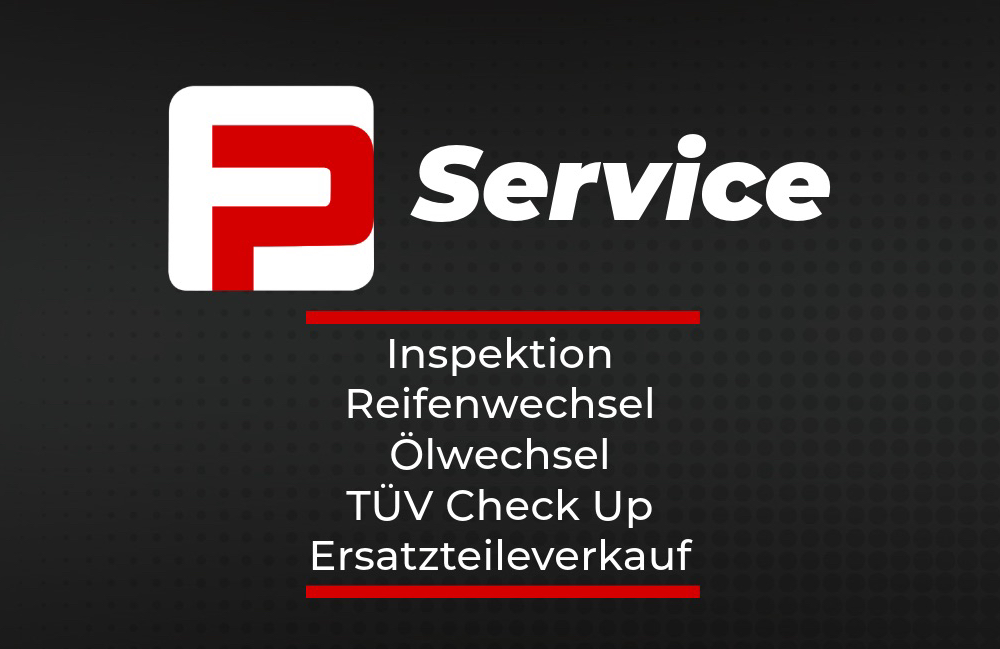 P Service
Inspektion
Reifenwechsel
Ölwechsel
TÜV Check Up
Ersatzteileverkauf